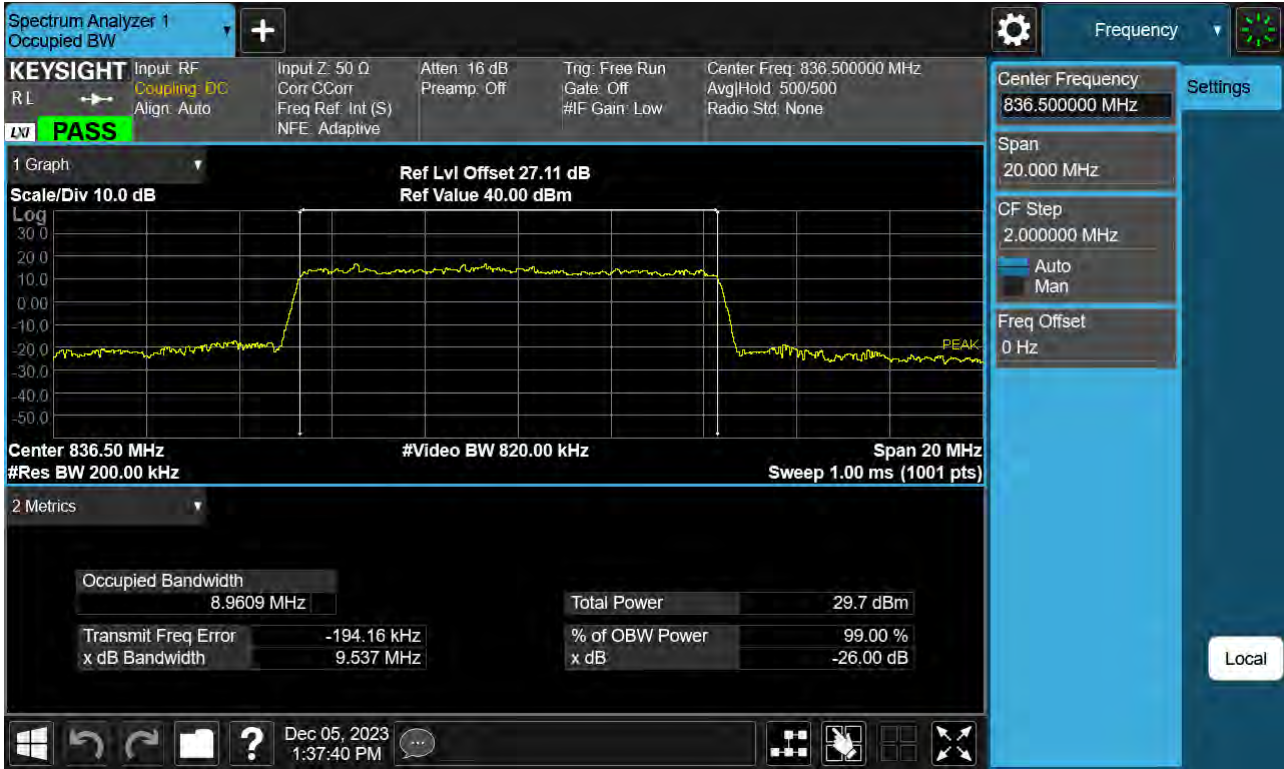 Spectrum Analyzer 1
Occupied BW
+
Frequency
KEYSIGHT
R L
LXI PASS
Input: RF
Coupling: DC
Align: Auto
Input Z: 50 Ω
Corr CCorr
Freq Ref: Int (S)
NFE: Adaptive
Atten: 16 dB
Preamp: Off
Trig: Free Run
Gate: Off
#IF Gain: Low
Center Freq: 836.500000 MHz
Avg|Hold: 500/500
Radio Std: None
1 Graph
Scale/Div 10.0 dB
Ref Lvl Offset 27.11 dB
Ref Value 40.00 dBm
Log
30.0
20.0
10.0
0.00
-10.0
-20.0
-30.0
-40.0
-50.0
PEAK
Center 836.50 MHz
#Video BW 820.00 kHz
Span 20 MHz
#Res BW 200.00 kHz
Sweep 1.00 ms (1001 pts)
2 Metrics
Occupied Bandwidth
8.9609 MHz
Total Power 29.7 dBm
Transmit Freq Error -194.16 kHz
% of OBW Power 99.00 %
x dB Bandwidth 9.537 MHz
x dB -26.00 dB
Center Frequency
836.500000 MHz
Settings
Span
20.000 MHz
CF Step
2.000000 MHz
Auto
Man
Freq Offset
0 Hz
Local
?
Dec 05, 2023
1:37:40 PM